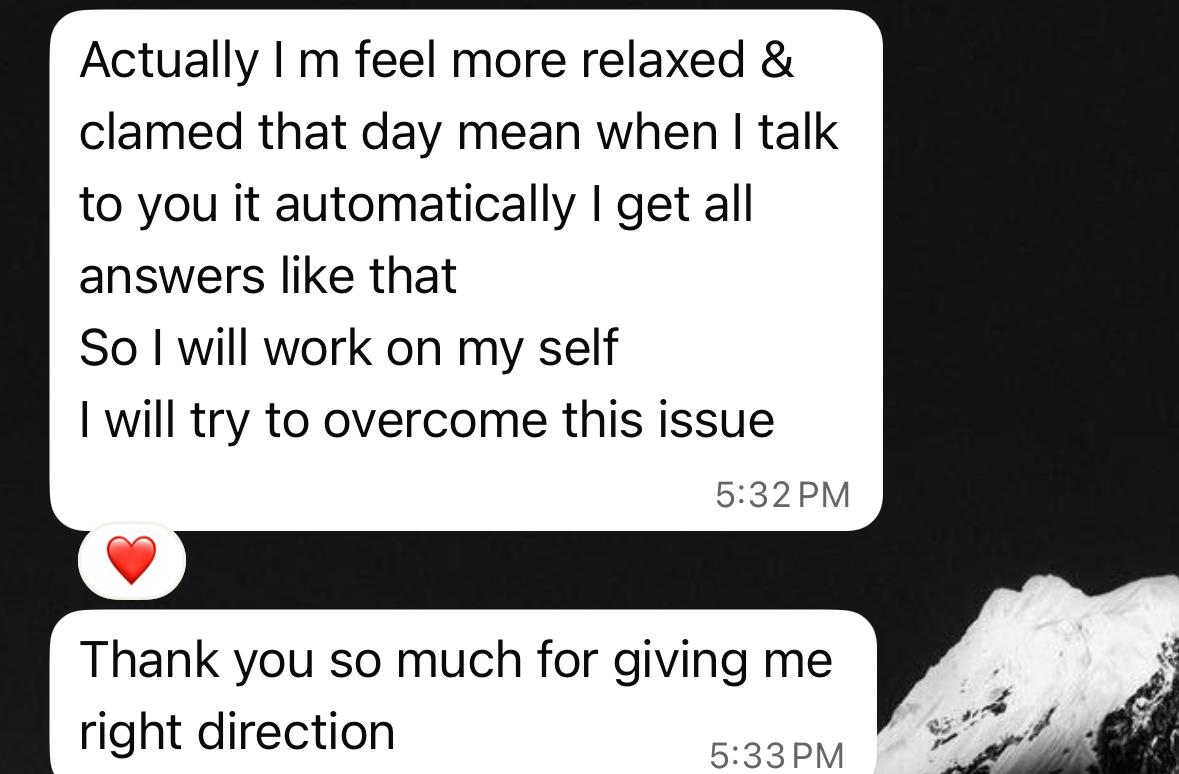 Actually I m feel more relaxed &
clamed that day mean when I talk
to you it automatically I get all
answers like that
So I will work on my self
I will try to overcome this issue
5:32 PM
Thank you so much for giving me
right direction
5:33 PM